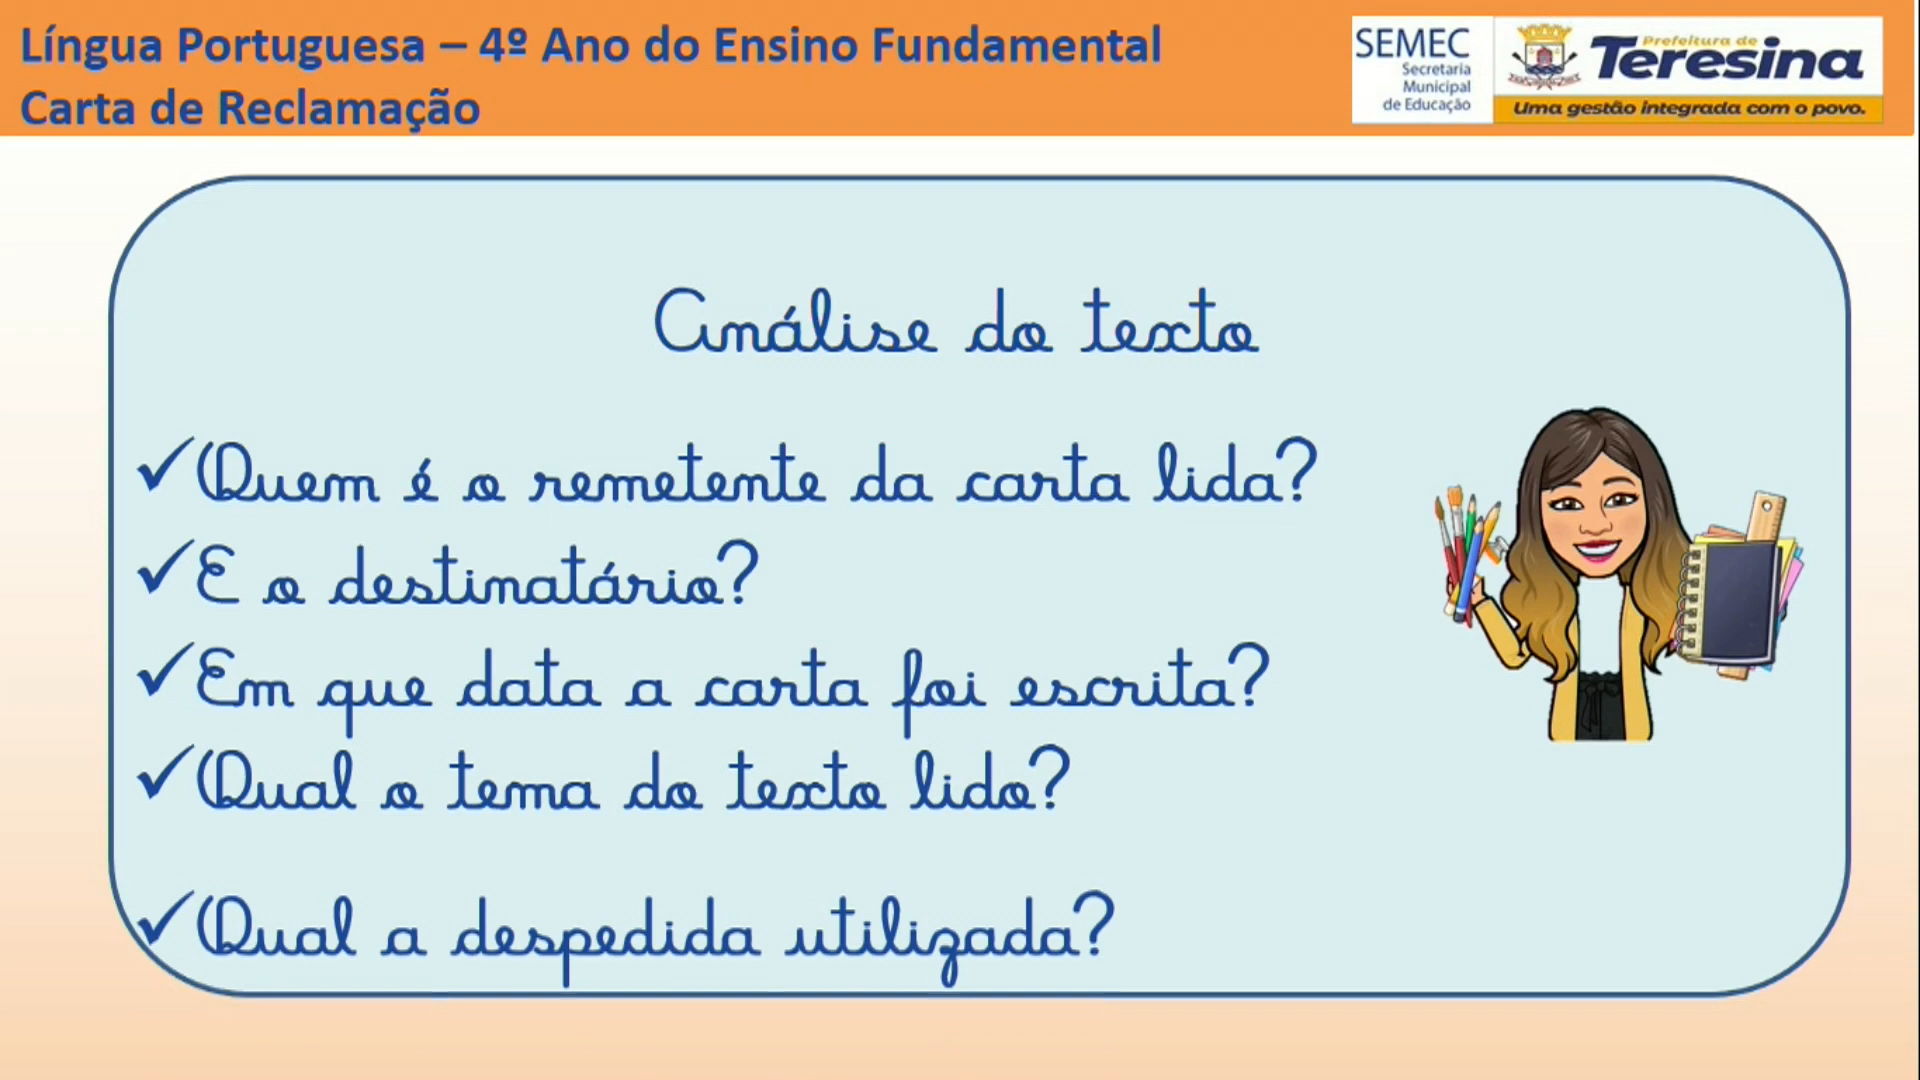 Língua Portuguesa – 4º Ano do Ensino Fundamental
Carta de Reclamação
SEMEC
Secretaria
Municipal
de Educação
Prefeitura de
Teresina
Uma gestão integrada com o povo.
Análise do texto
✓Quem é o remetente da carta lida?
✓E o destinatário?
✓Em que data a carta foi escrita?
✓Qual o tema do texto lido?
✓Qual a despedida utilizada?